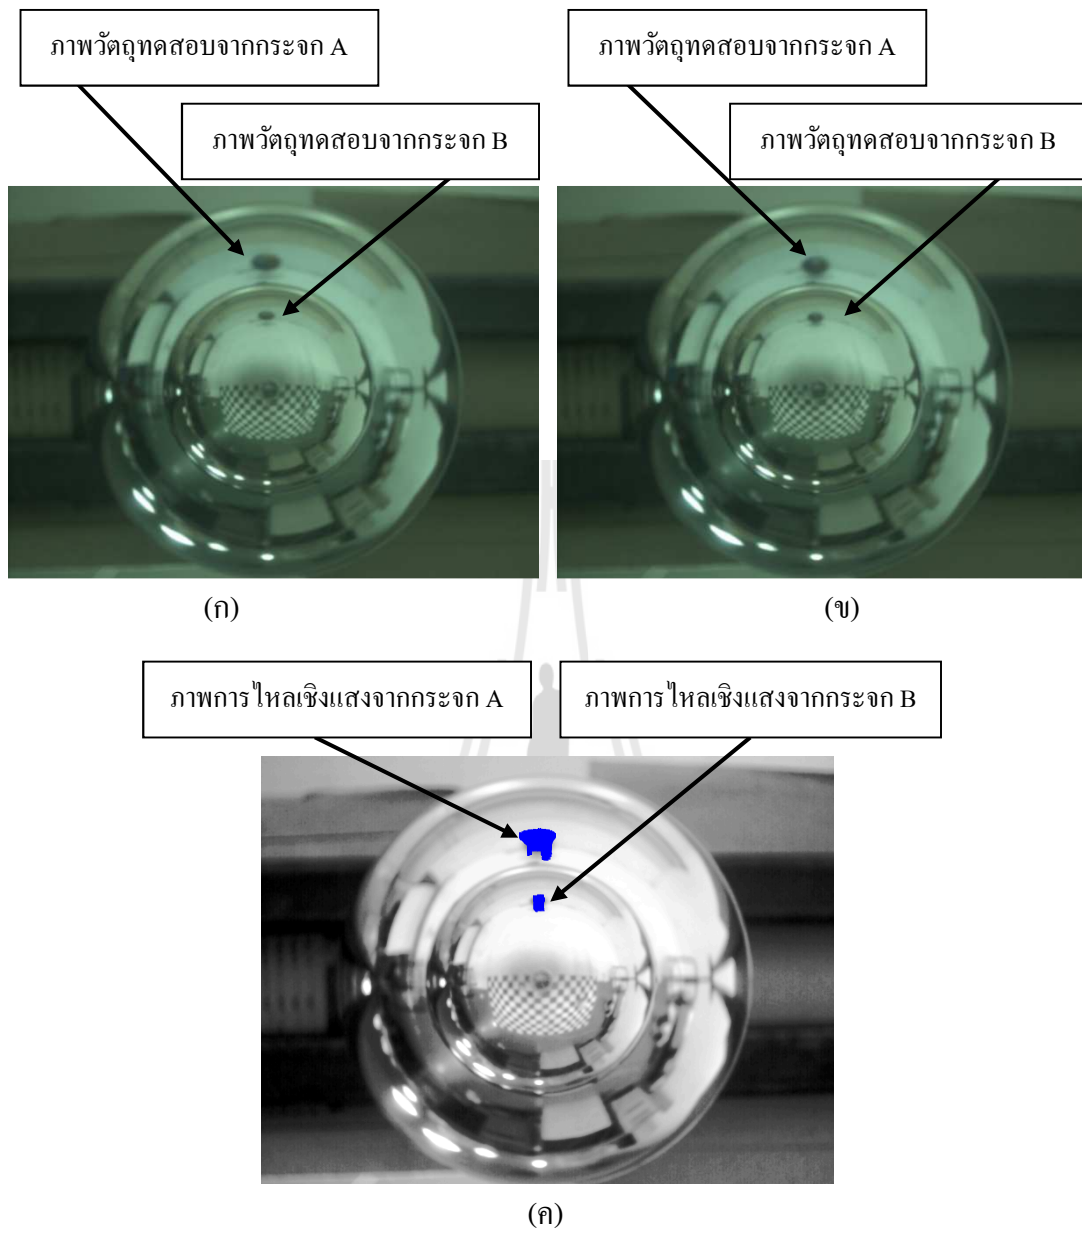 ภาพวัตถุทดสอบจากกระจก A
ภาพวัตถุทดสอบจากกระจก A
ภาพวัตถุทดสอบจากกระจก B
ภาพวัตถุทดสอบจากกระจก B
(ก)
(ข)
ภาพการไหลเชิงแสงจากกระจก A
ภาพการไหลเชิงแสงจากกระจก B
(ค)